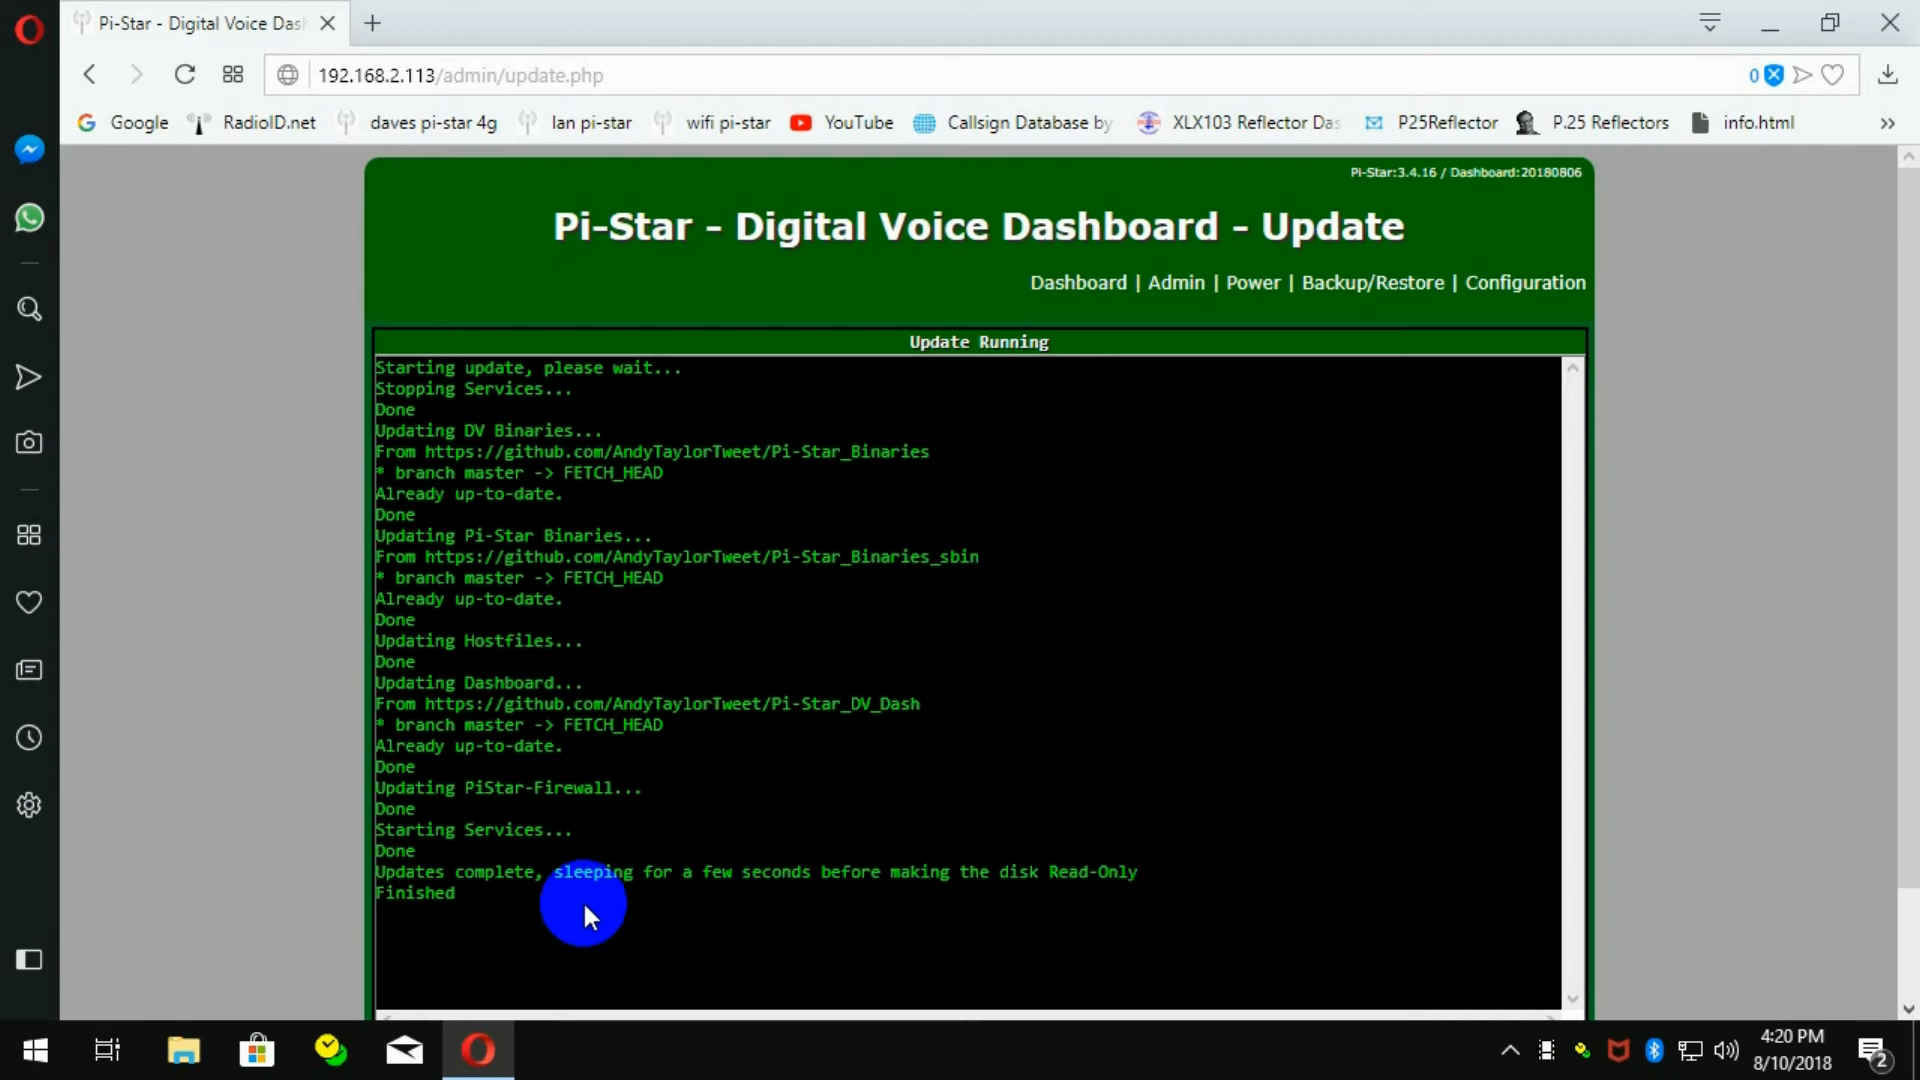 Pi-Star - Digital Voice Das
192.168.2.113/admin/update.php
0
Google
RadioID.net
daves pi-star 4g
lan pi-star
wifi pi-star
YouTube
Callsign Database by
XLX103 Reflector Das
P25Reflector
P.25 Reflectors
info.html
Pi-Star:3.4.16 / Dashboard:20180806
Pi-Star - Digital Voice Dashboard - Update
Dashboard | Admin | Power | Backup/Restore | Configuration
Update Running
Starting update, please wait...
Stopping Services...
Done
Updating DV Binaries...
From https://github.com/AndyTaylorTweet/Pi-Star_Binaries
* branch master -> FETCH_HEAD
Already up-to-date.
Done
Updating Pi-Star Binaries...
From https://github.com/AndyTaylorTweet/Pi-Star_Binaries_sbin
* branch master -> FETCH_HEAD
Already up-to-date.
Done
Updating Hostfiles...
Done
Updating Dashboard...
From https://github.com/AndyTaylorTweet/Pi-Star_DV_Dash
* branch master -> FETCH_HEAD
Already up-to-date.
Done
Updating PiStar-Firewall...
Done
Starting Services...
Done
Updates complete, sleeping for a few seconds before making the disk Read-Only
Finished
4:20 PM
8/10/2018
2